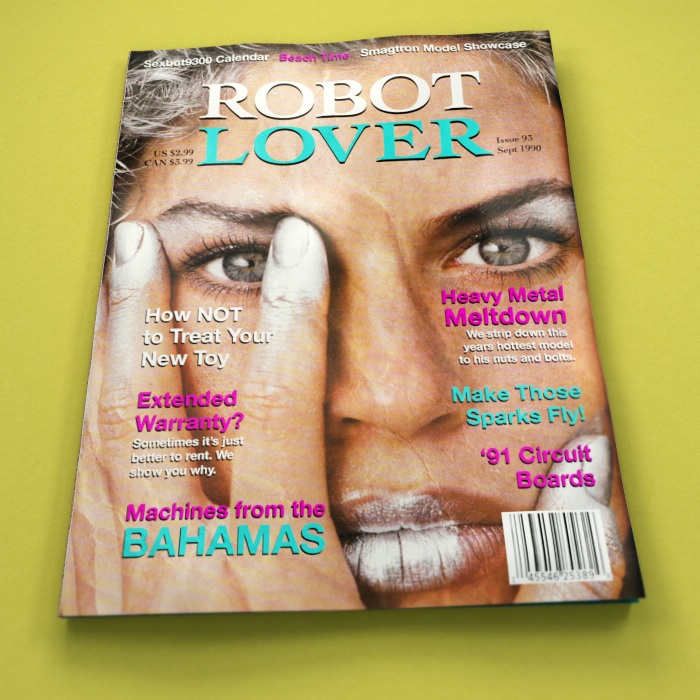 Sexbot9300 Calendar Beach Time Smagtron Model Showcase
ROBOT
LOVER
US $2.99
CAN $3.99
Issue 93
Sept 1990
Heavy Metal
Meltdown
We strip down this
years hottest model
to his nuts and bolts.
How NOT
to Treat Your
New Toy
Make Those
Sparks Fly!
Extended
Warranty?
Sometimes it's just
better to rent. We
show you why.
'91 Circuit
Boards
Machines from the
BAHAMAS
45546 25389